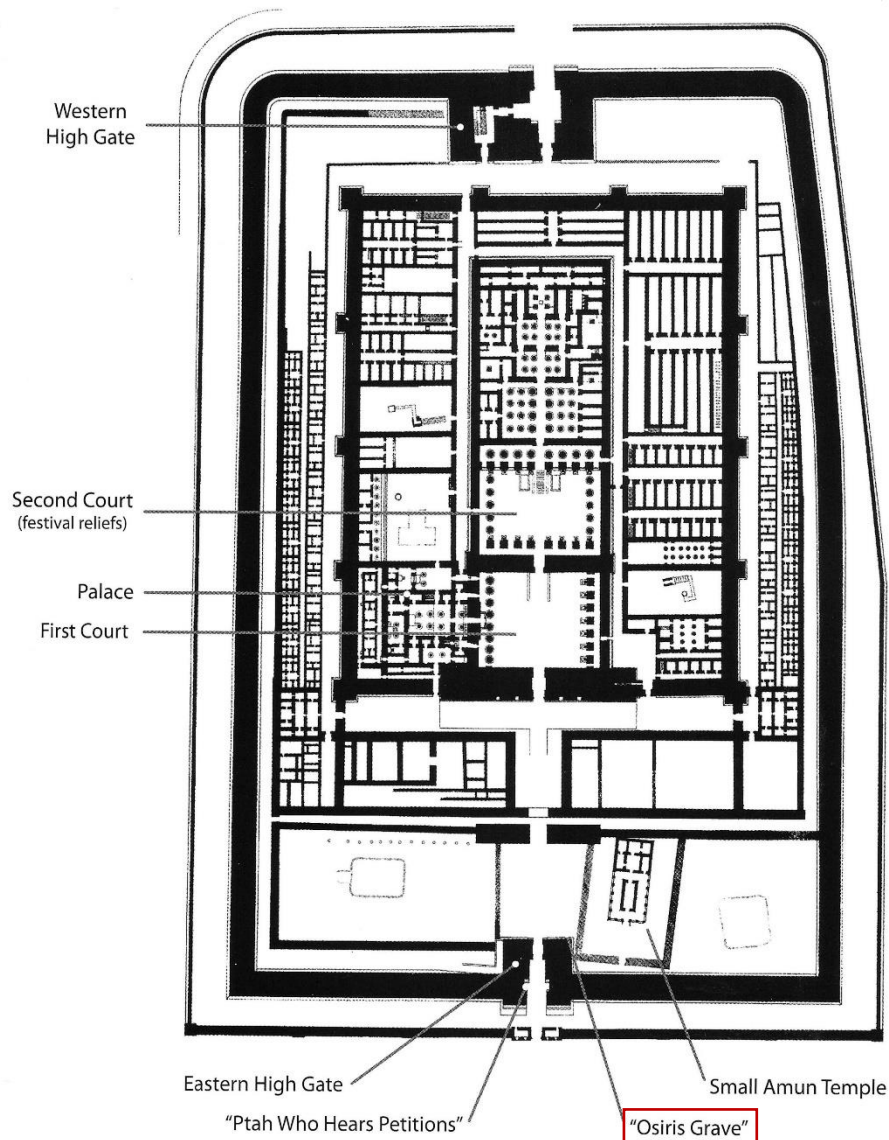 Western
High Gate
Second Court
(festival reliefs)
Palace
First Court
Eastern High Gate
Small Amun Temple
"Ptah Who Hears Petitions"
"Osiris Grave"